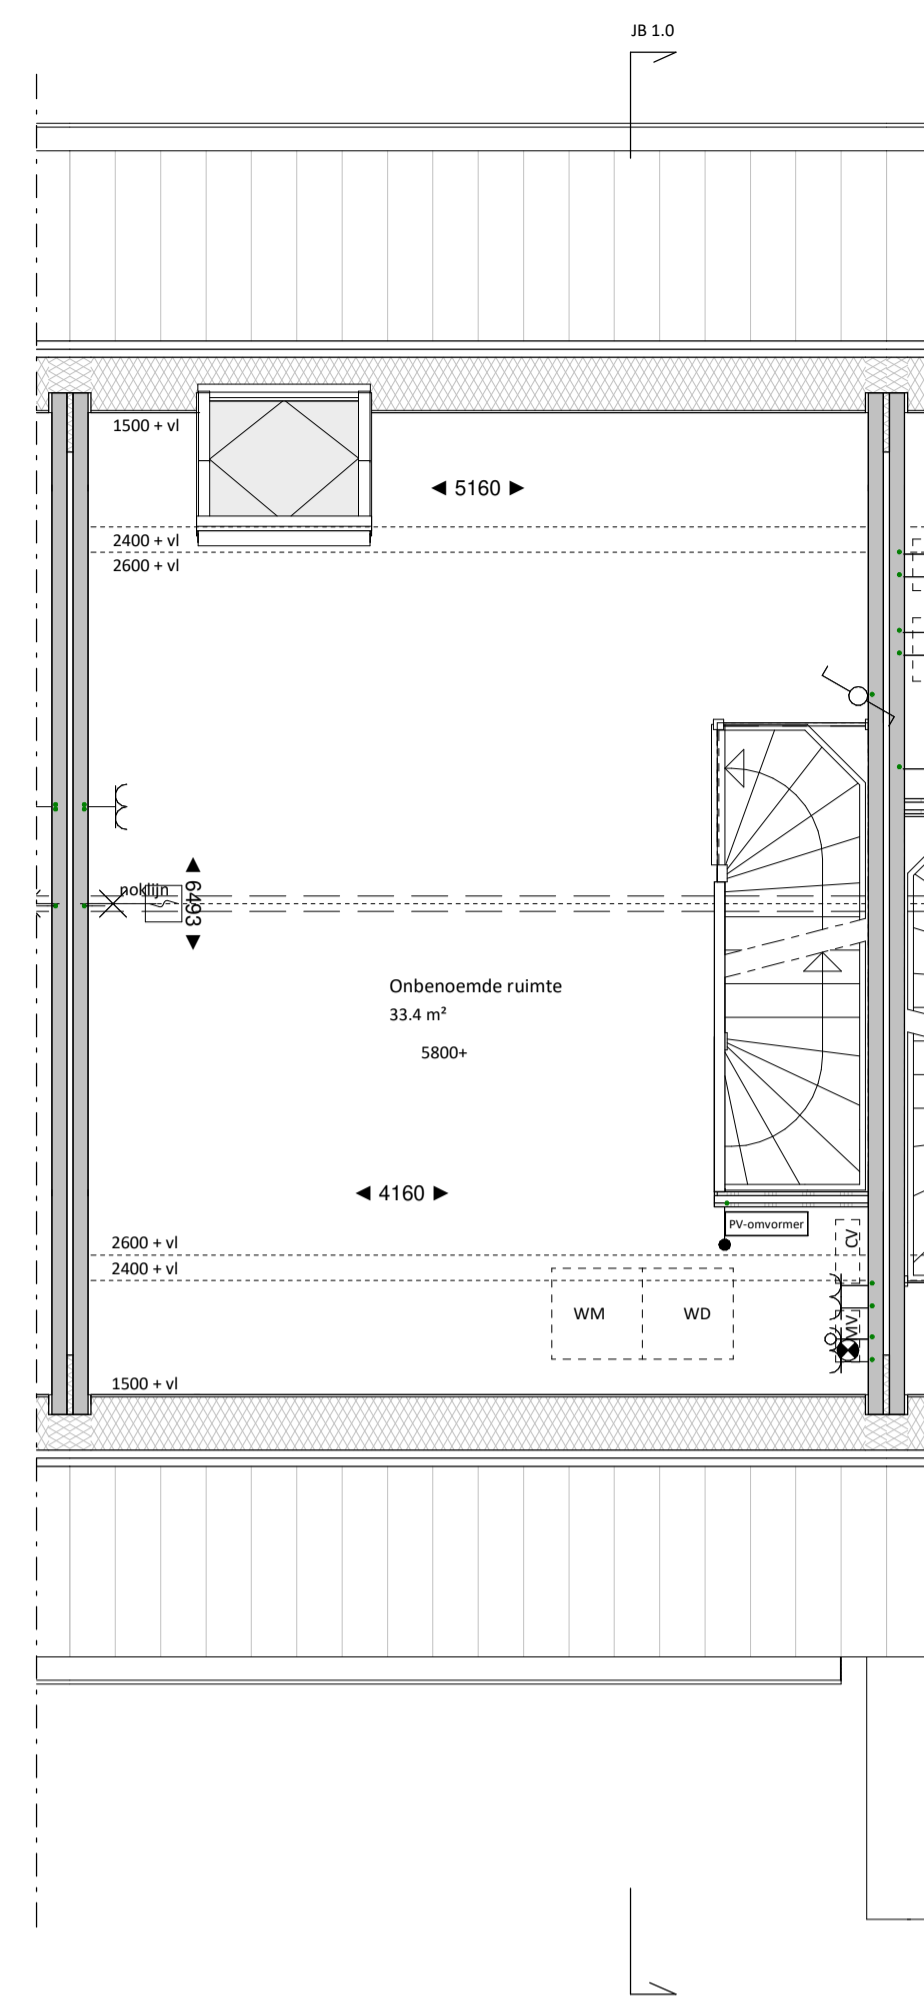 JB 1.0
1500 + vl
◄ 5160 ►
2400 + vl
2600 + vl
noklijn
◄ 6493 ►
Onbenoemde ruimte
33.4 m²
5800+
◄ 4160 ►
PV-omvormer
2600 + vl
CV
2400 + vl
WM
WD
MV
1500 + vl